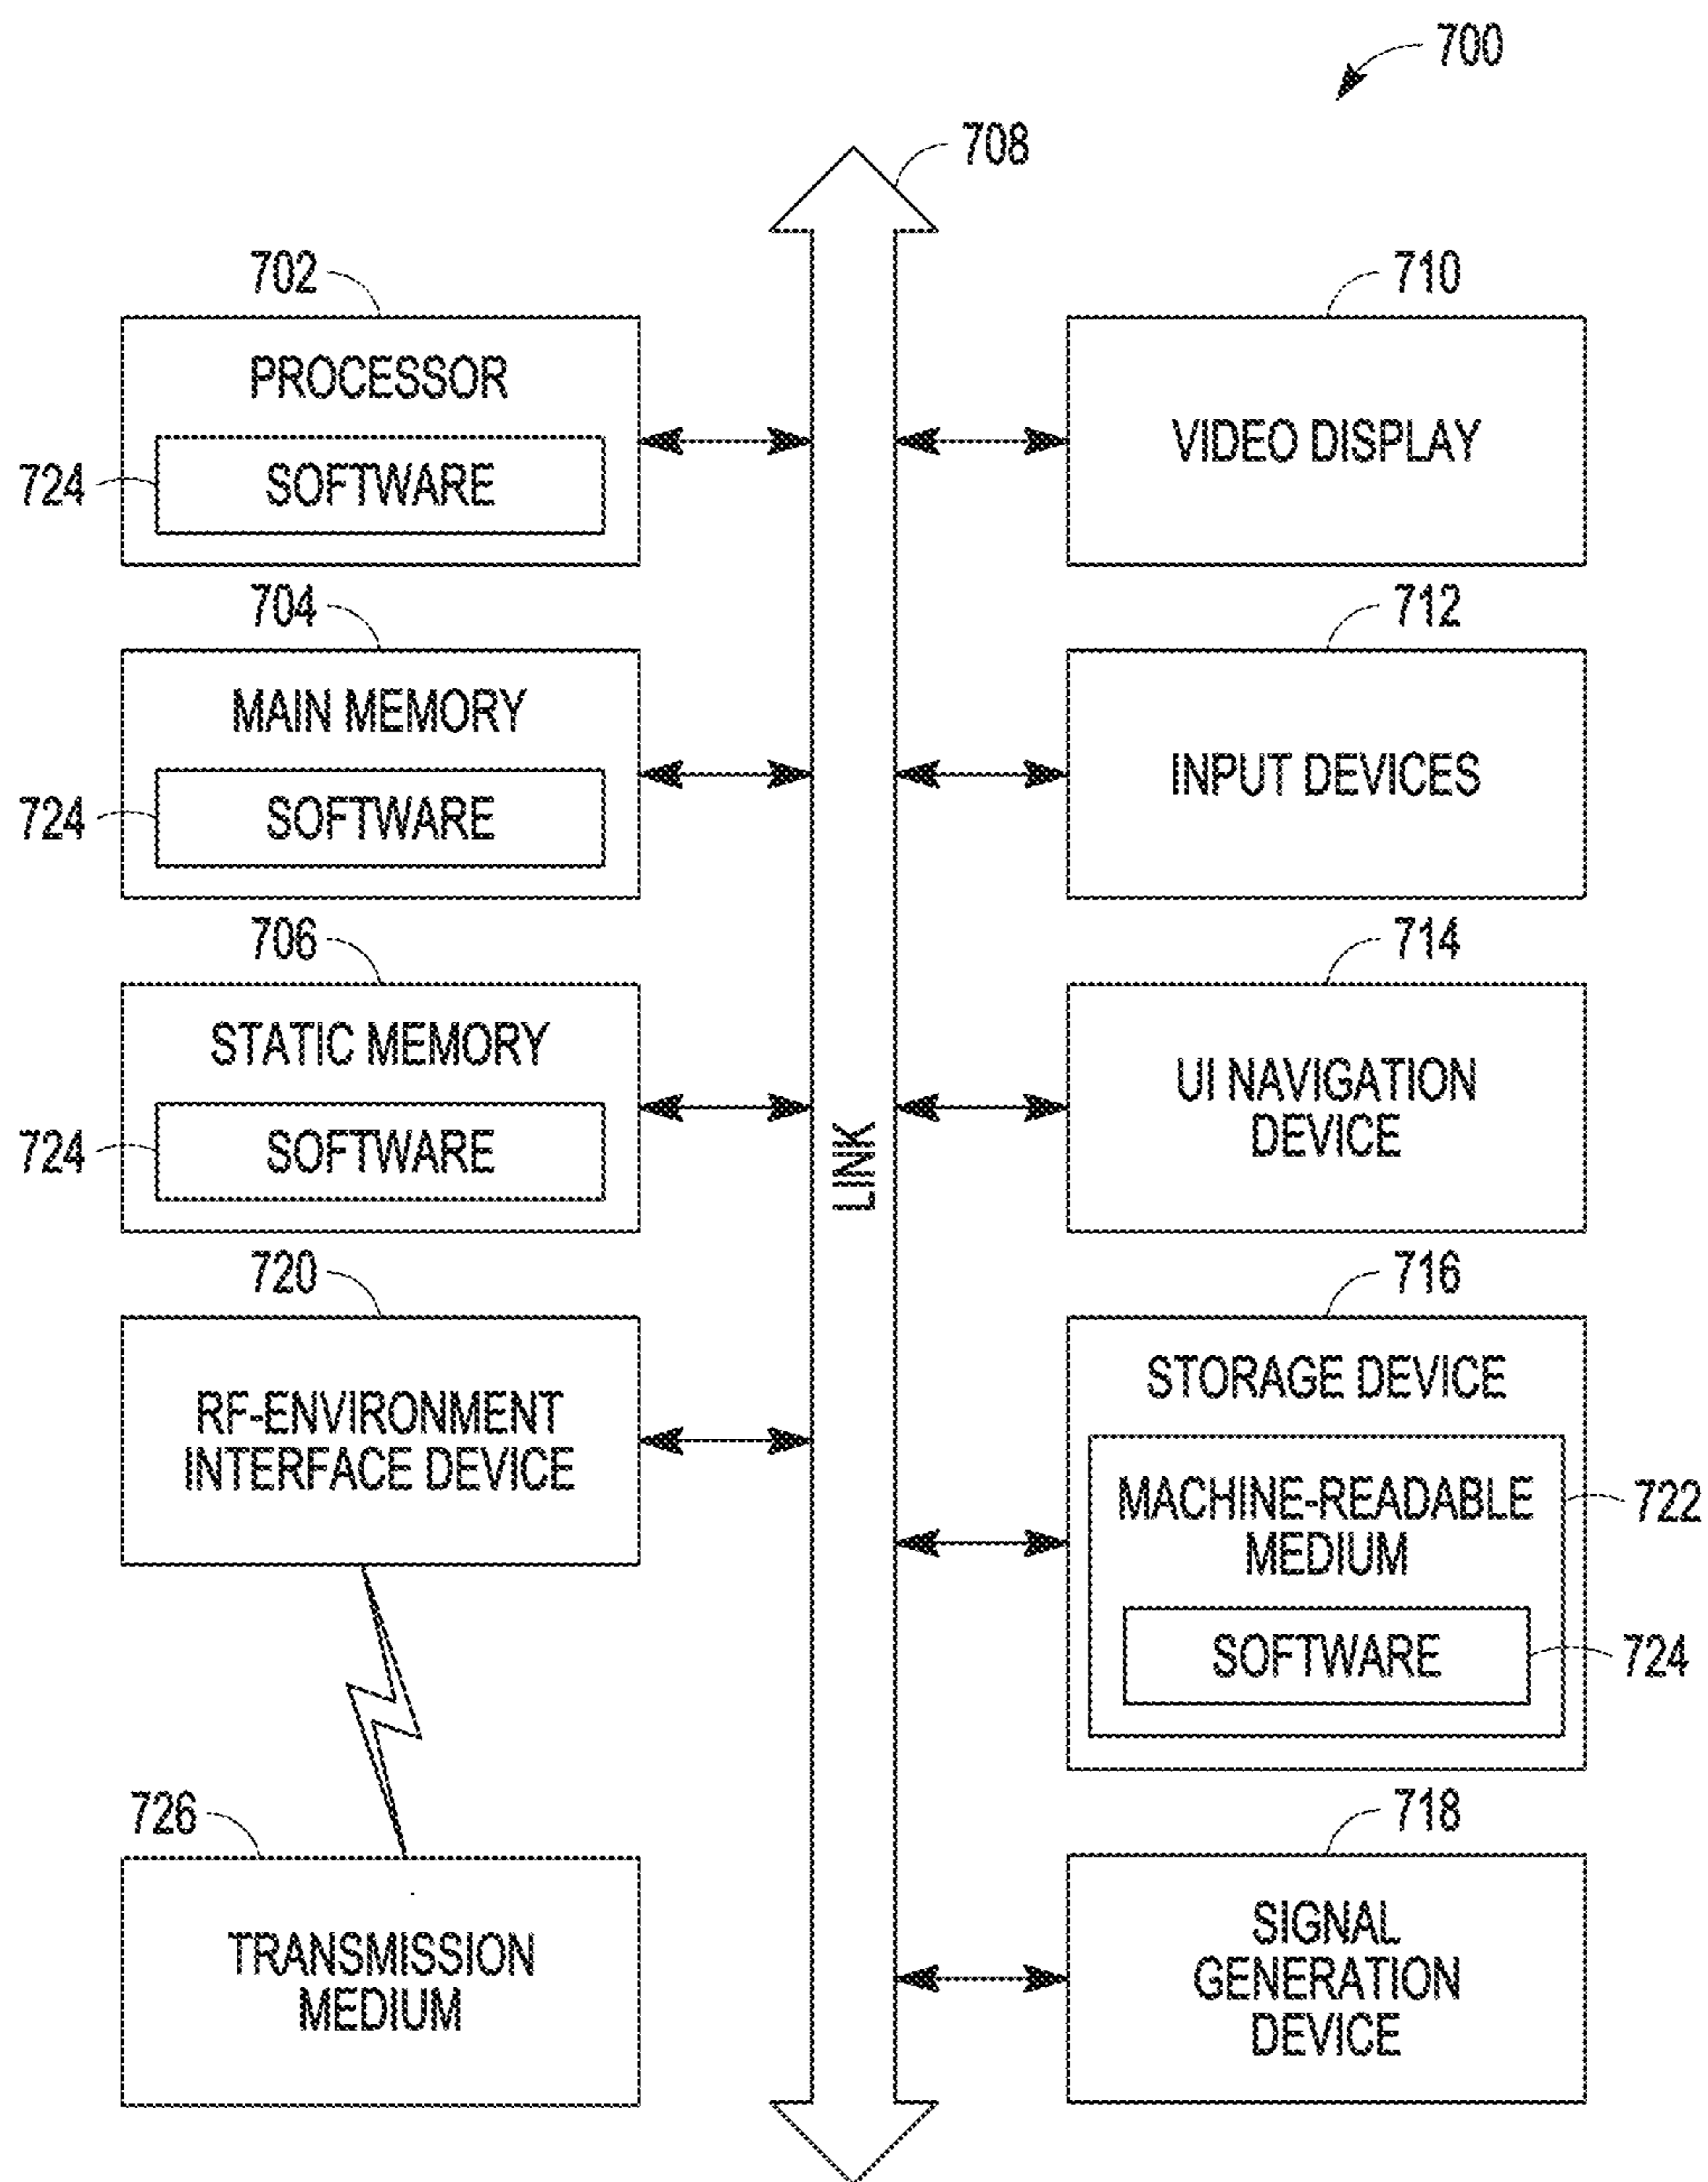 700
708
702
PROCESSOR
724
SOFTWARE
704
MAIN MEMORY
724
SOFTWARE
706
STATIC MEMORY
724
SOFTWARE
720
RF-ENVIRONMENT
INTERFACE DEVICE
726
TRANSMISSION
MEDIUM
LINK
710
VIDEO DISPLAY
712
INPUT DEVICES
714
UI NAVIGATION
DEVICE
716
STORAGE DEVICE
MACHINE-READABLE
MEDIUM
722
SOFTWARE
724
718
SIGNAL
GENERATION
DEVICE